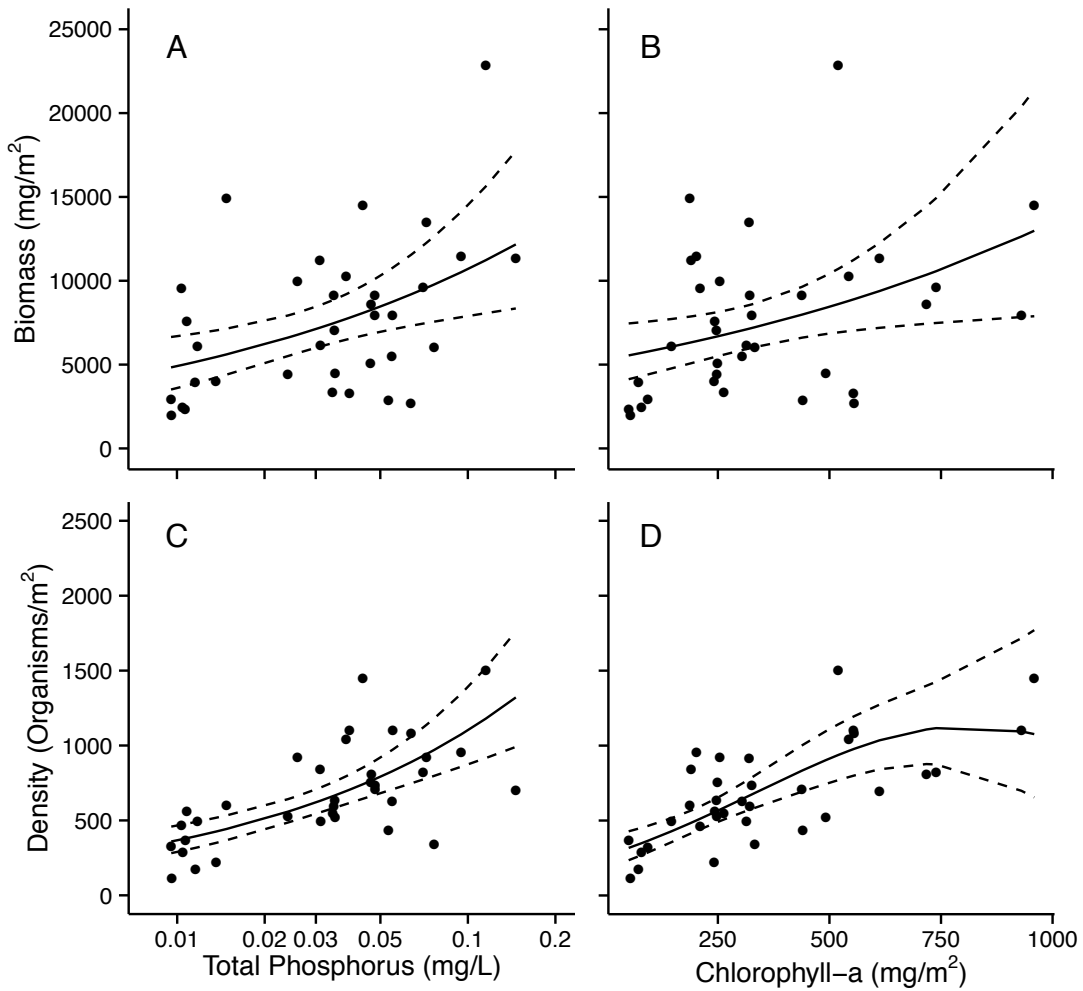 A
B
25000
20000
15000
10000
5000
0
Biomass (mg/m²)
C
D
2500
2000
1500
1000
500
0
Density (Organisms/m²)
0.01 0.02 0.03 0.05 0.1 0.2
250 500 750 1000
Total Phosphorus (mg/L)
Chlorophyll−a (mg/m²)